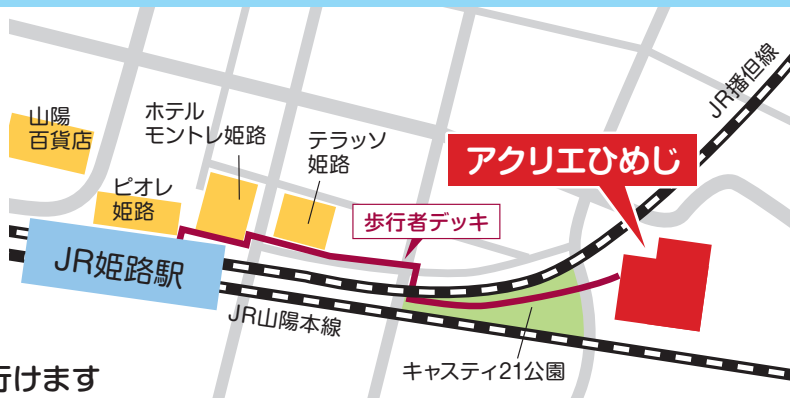 山陽
百貨店
ホテル
モントレ姫路
テラッソ
姫路
ピオレ
姫路
JR播但線
アクリエひめじ
歩行者デッキ
JR姫路駅
JR山陽本線
キャスティ21公園
行けます